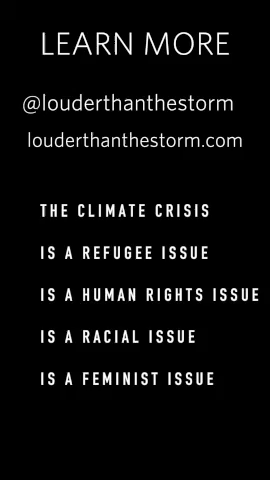 LEARN MORE
@louderthanthestorm
louderthanthestorm.com
THE CLIMATE CRISIS
IS A REFUGEE ISSUE
IS A HUMAN RIGHTS ISSUE
IS A RACIAL ISSUE
IS A FEMINIST ISSUE